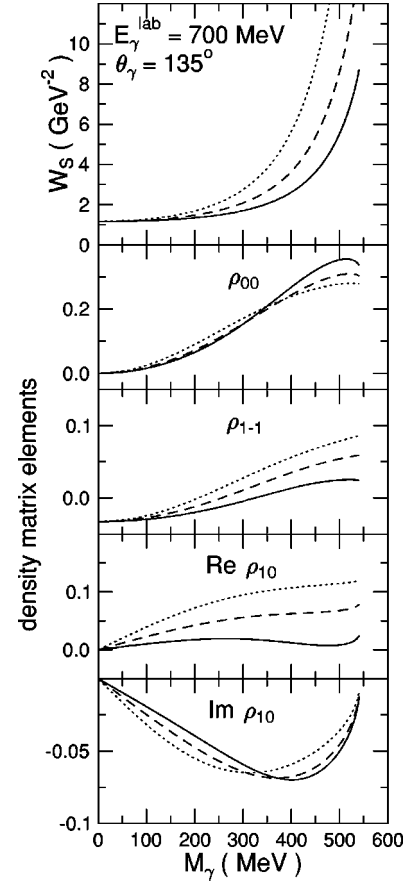 E_γ^lab = 700 MeV
θ_γ = 135°
W_S ( GeV^-2 )
10
8
6
4
2
0
ρ_00
0.2
0.0
ρ_1-1
0.1
0.0
density matrix elements
Re ρ_10
0.1
0.0
Im ρ_10
-0.05
-0.1
0 100 200 300 400 500 600
M_γ ( MeV )